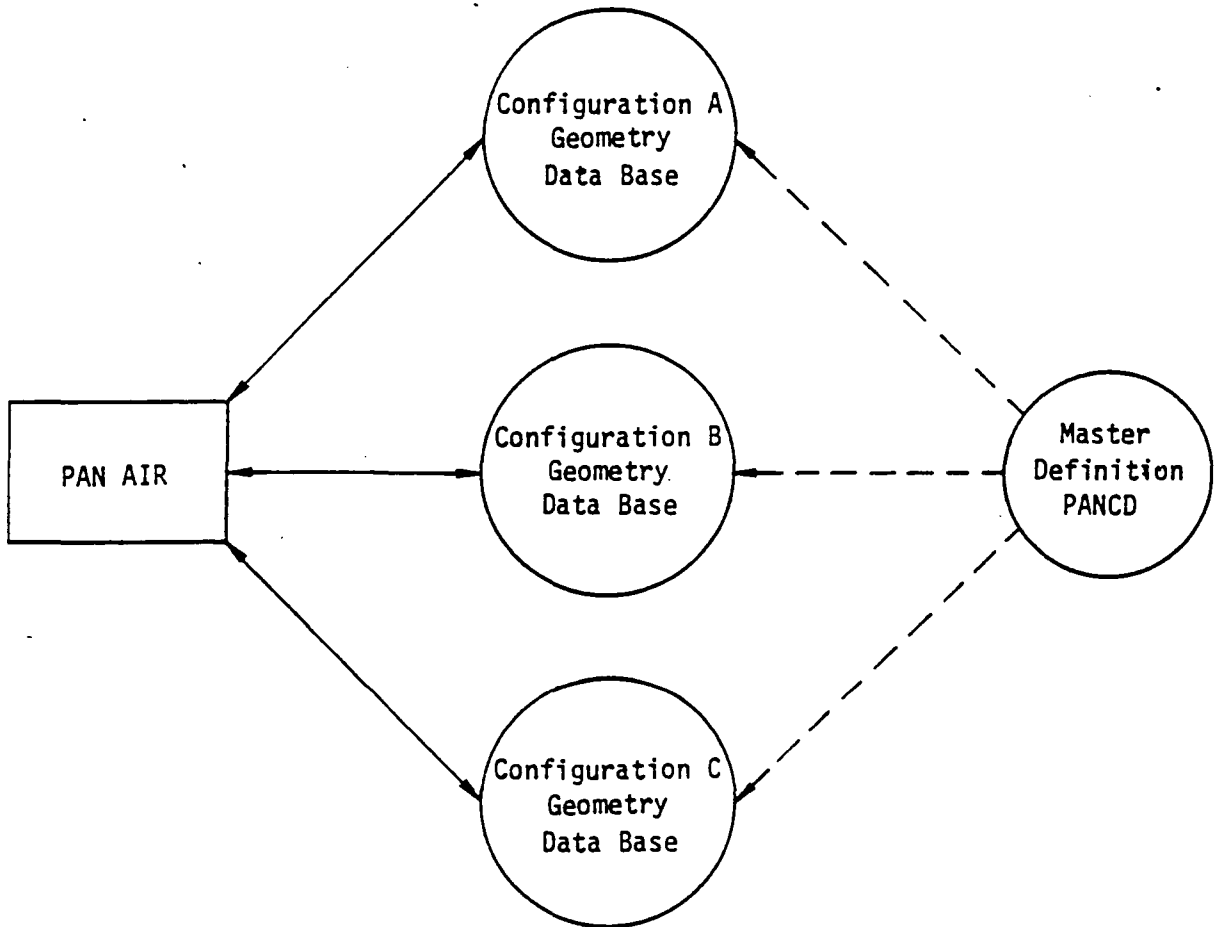 Configuration A
Geometry
Data Base
PAN AIR
Configuration B
Geometry
Data Base
Master
Definition
PANCD
Configuration C
Geometry
Data Base